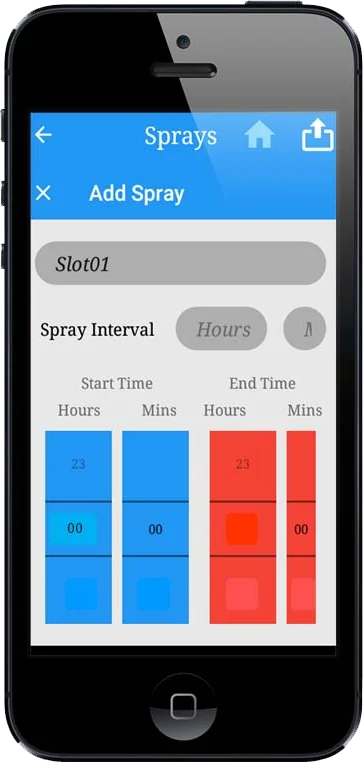 Sprays
Add Spray
Slot01
Spray Interval Hours
Start Time End Time
Hours Mins Hours Mins
23 23
00 00 00